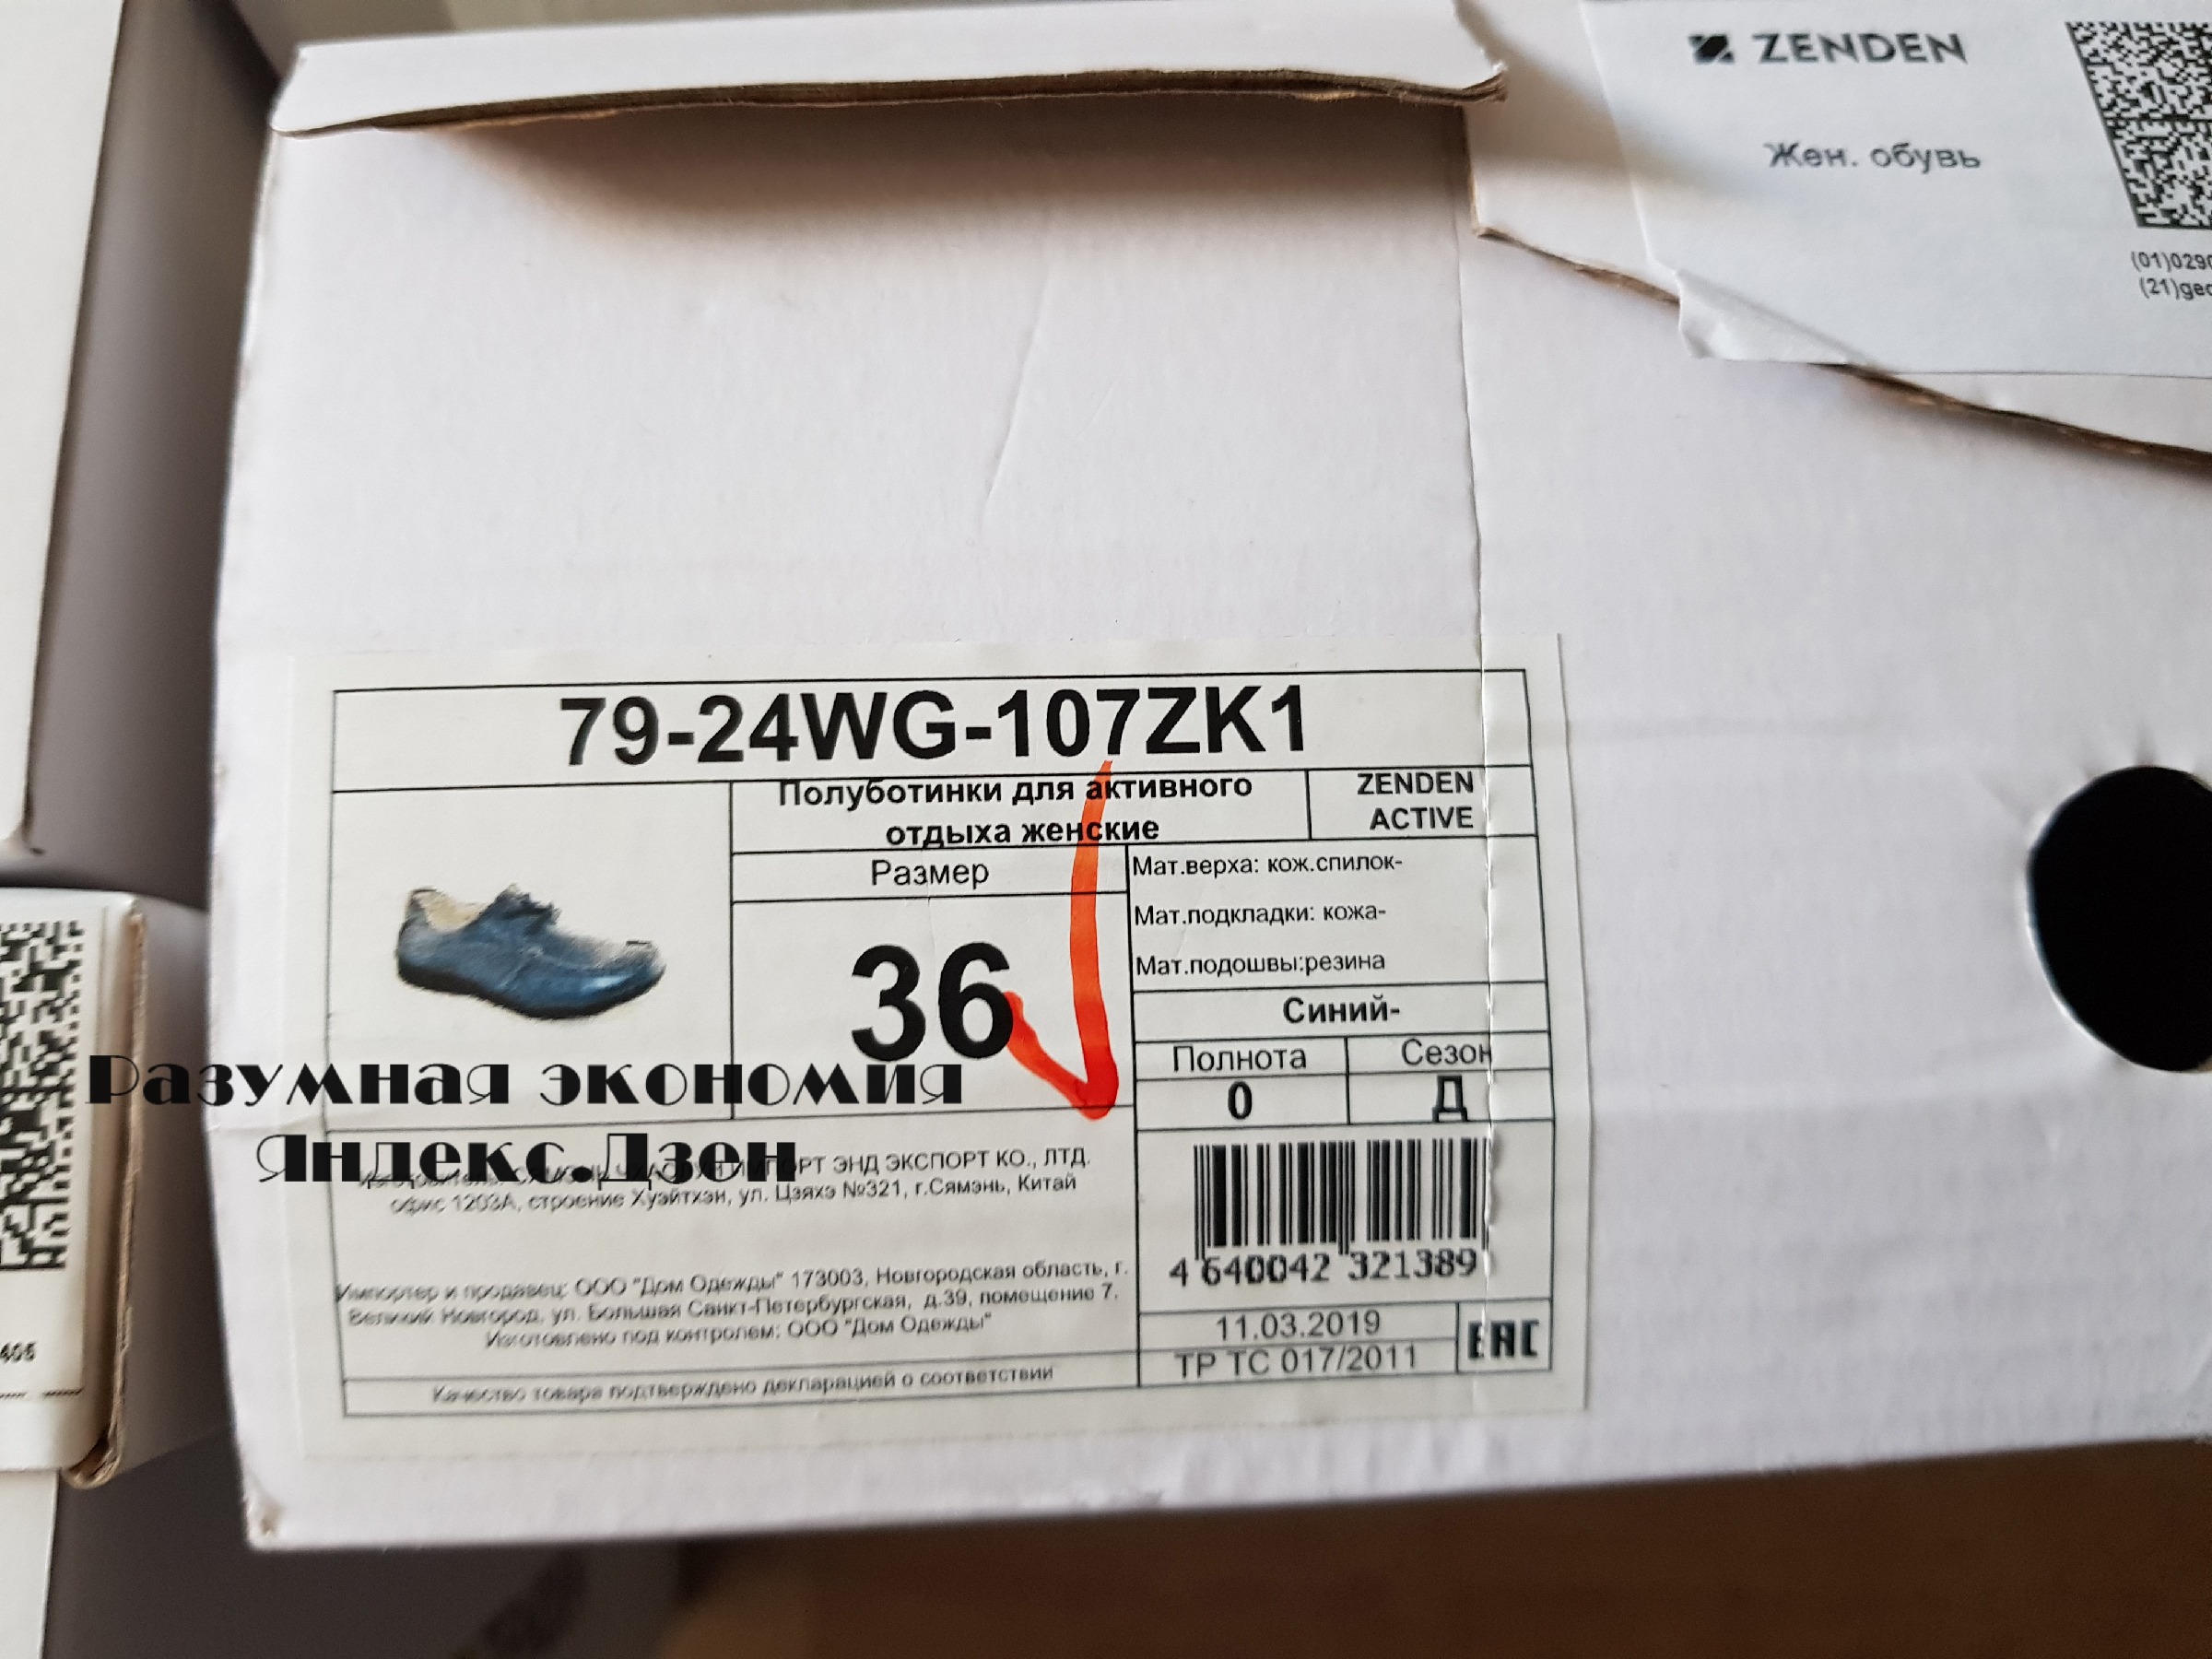 ZENDEN
Жен. обувь
(01)029
(21)gec
79-24WG-107ZK1
Полуботинки для активного
отдыха женские
ZENDEN
ACTIVE
Размер
36
Мат.верха: кож.спилок-
Мат.подкладки: кожа-
Мат.подошвы:резина
Синий-
Полнота
Сезон
0
Д
Разумная экономия
Яндекс.Дзен
ЭНД ЭКСПОРТ КО., ЛТД.
офис 1203А, строение Хуэйтхэн, ул. Цзяхэ №321, г.Сямэнь, Китай
4 640042 321389
Импортер и продавец: ООО "Дом Одежды" 173003, Новгородская область, г.
Великий Новгород, ул. Большая Санкт-Петербургская, д.39, помещение 7.
Изготовлено под контролем: ООО "Дом Одежды"
11.03.2019
ТР ТС 017/2011
EAC
Качество товара подтверждено декларацией о соответствии
405